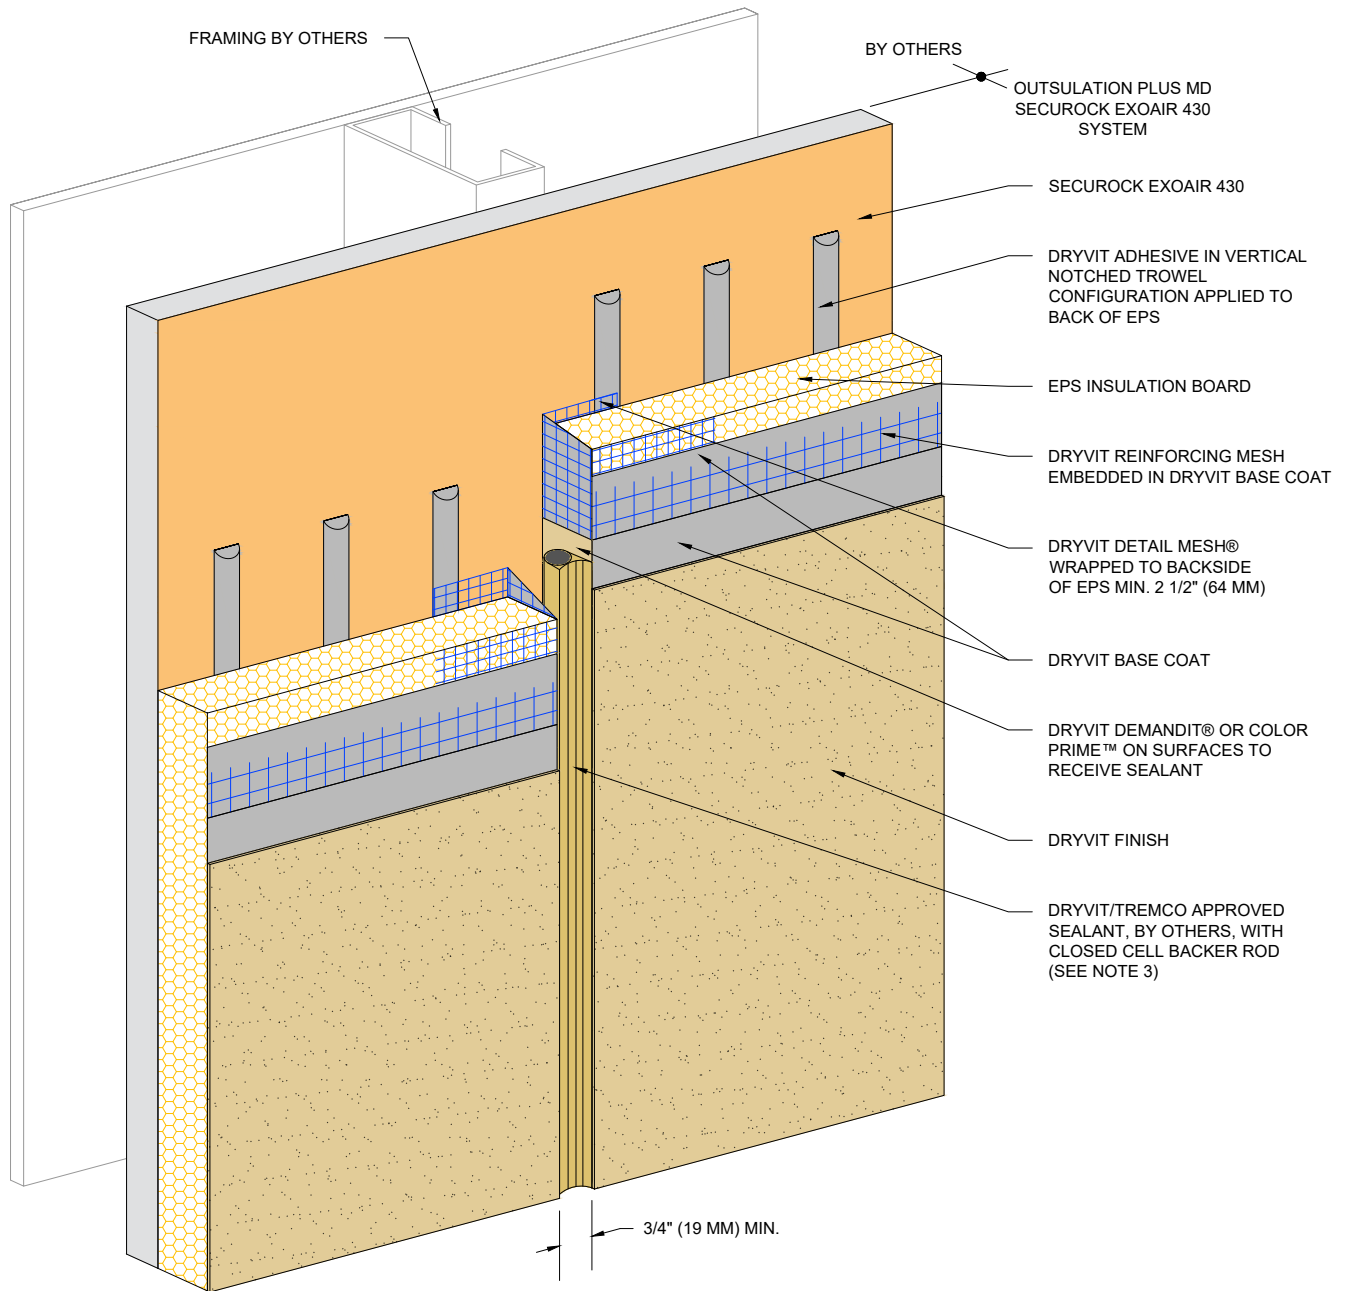 FRAMING BY OTHERS
BY OTHERS
OUTSULATION PLUS MD
SECUROCK EXOAIR 430
SYSTEM
SECUROCK EXOAIR 430
DRYVIT ADHESIVE IN VERTICAL
NOTCHED TROWEL
CONFIGURATION APPLIED TO
BACK OF EPS
EPS INSULATION BOARD
DRYVIT REINFORCING MESH
EMBEDDED IN DRYVIT BASE COAT
DRYVIT DETAIL MESH®
WRAPPED TO BACKSIDE
OF EPS MIN. 2 1/2" (64 MM)
DRYVIT BASE COAT
DRYVIT DEMANDIT® OR COLOR
PRIME™ ON SURFACES TO
RECEIVE SEALANT
DRYVIT FINISH
DRYVIT/TREMCO APPROVED
SEALANT, BY OTHERS, WITH
CLOSED CELL BACKER ROD
(SEE NOTE 3)
3/4" (19 MM) MIN.